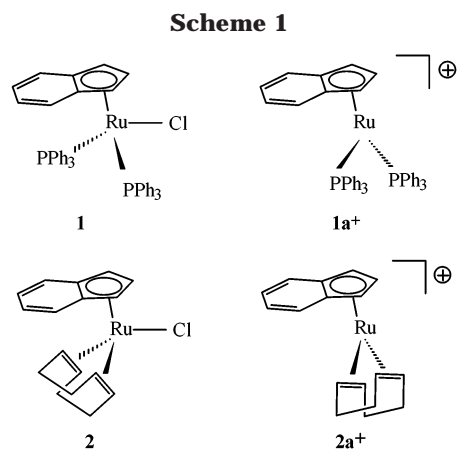 Scheme 1
Ru Cl
Ru
⊕
PPh₃
PPh₃
PPh₃ PPh₃
1
1a⁺
Ru Cl
Ru
⊕
2
2a⁺